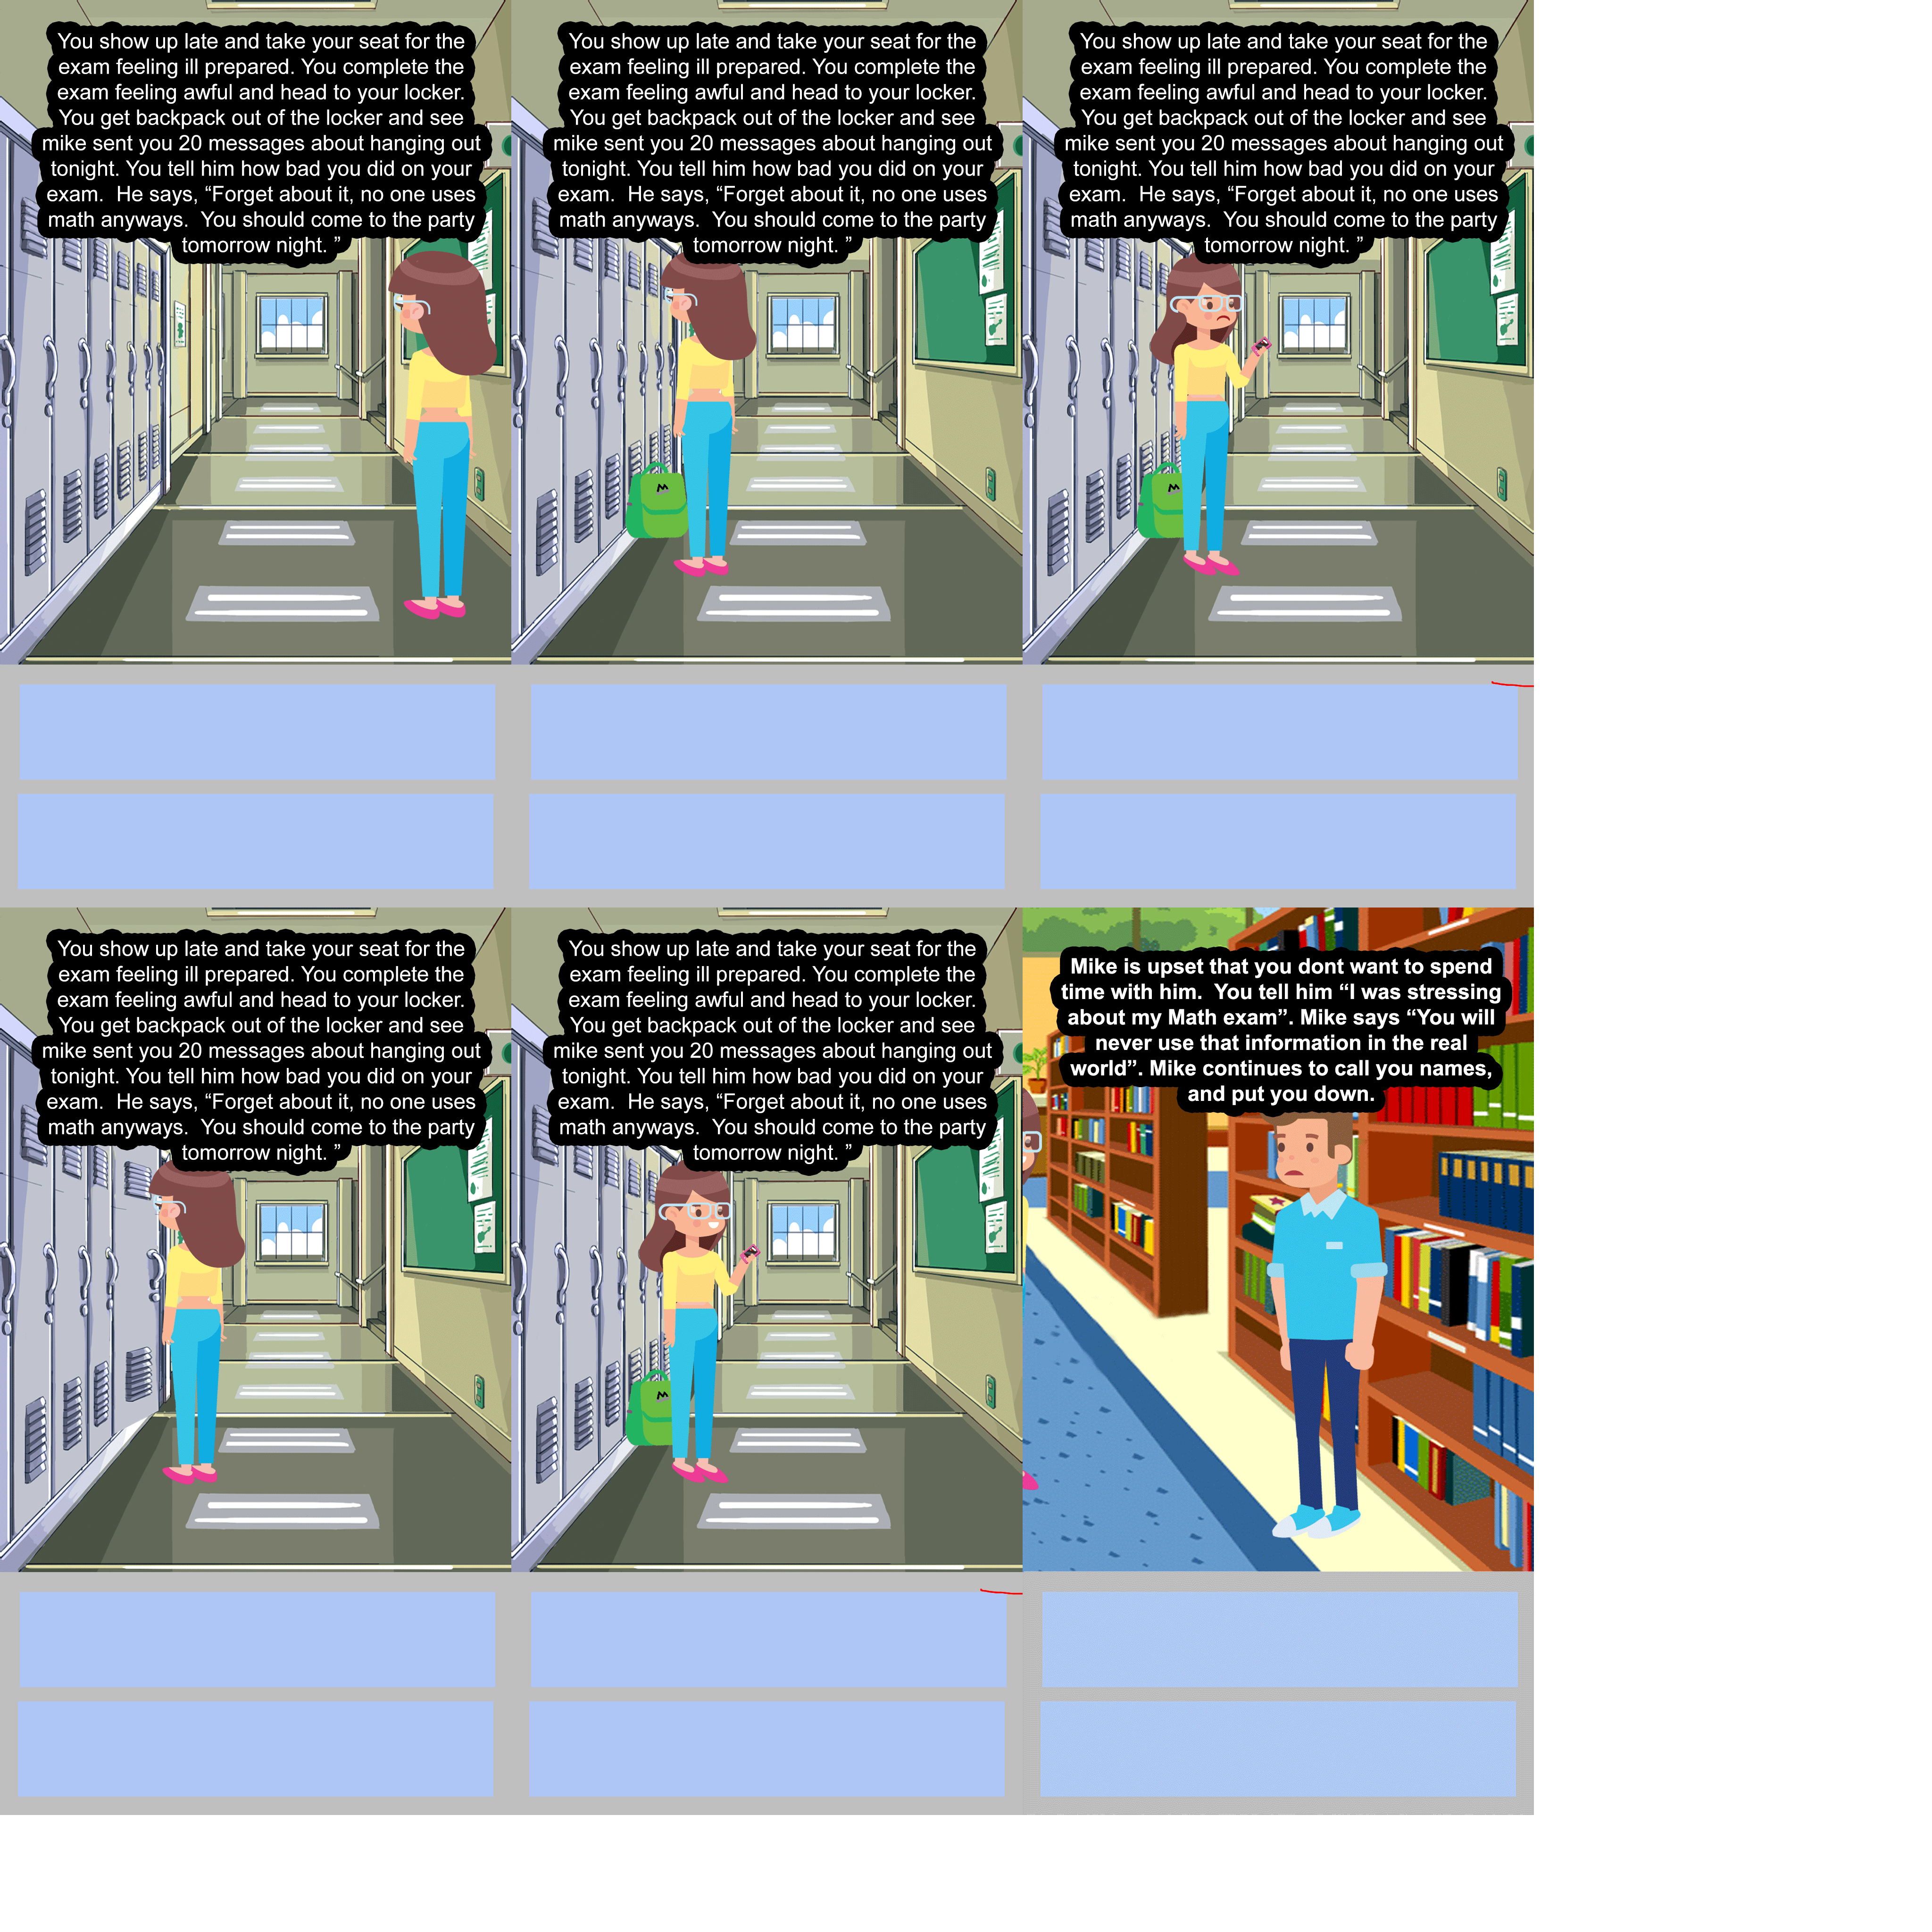 You show up late and take your seat for the
exam feeling ill prepared. You complete the
exam feeling awful and head to your locker.
You get backpack out of the locker and see
mike sent you 20 messages about hanging out
tonight. You tell him how bad you did on your
exam.  He says, “Forget about it, no one uses
math anyways.  You should come to the party
tomorrow night. ”
You show up late and take your seat for the
exam feeling ill prepared. You complete the
exam feeling awful and head to your locker.
You get backpack out of the locker and see
mike sent you 20 messages about hanging out
tonight. You tell him how bad you did on your
exam.  He says, “Forget about it, no one uses
math anyways.  You should come to the party
tomorrow night. ”
You show up late and take your seat for the
exam feeling ill prepared. You complete the
exam feeling awful and head to your locker.
You get backpack out of the locker and see
mike sent you 20 messages about hanging out
tonight. You tell him how bad you did on your
exam.  He says, “Forget about it, no one uses
math anyways.  You should come to the party
tomorrow night. ”
You show up late and take your seat for the
exam feeling ill prepared. You complete the
exam feeling awful and head to your locker.
You get backpack out of the locker and see
mike sent you 20 messages about hanging out
tonight. You tell him how bad you did on your
exam.  He says, “Forget about it, no one uses
math anyways.  You should come to the party
tomorrow night. ”
You show up late and take your seat for the
exam feeling ill prepared. You complete the
exam feeling awful and head to your locker.
You get backpack out of the locker and see
mike sent you 20 messages about hanging out
tonight. You tell him how bad you did on your
exam.  He says, “Forget about it, no one uses
math anyways.  You should come to the party
tomorrow night. ”
Mike is upset that you dont want to spend
time with him.  You tell him “I was stressing
about my Math exam”. Mike says “You will
never use that information in the real
world”. Mike continues to call you names,
and put you down.